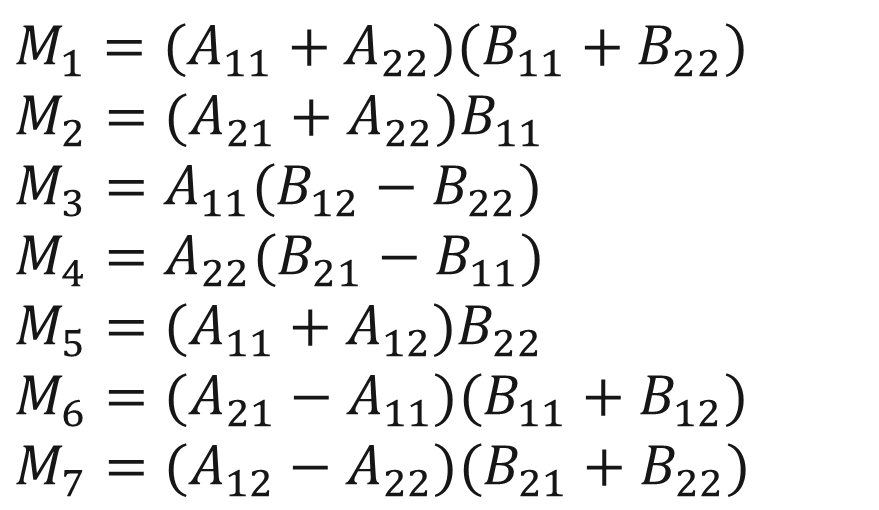 M₁ = (A₁₁ + A₂₂)(B₁₁ + B₂₂)
M₂ = (A₂₁ + A₂₂)B₁₁
M₃ = A₁₁(B₁₂ − B₂₂)
M₄ = A₂₂(B₂₁ − B₁₁)
M₅ = (A₁₁ + A₁₂)B₂₂
M₆ = (A₂₁ − A₁₁)(B₁₁ + B₁₂)
M₇ = (A₁₂ − A₂₂)(B₂₁ + B₂₂)